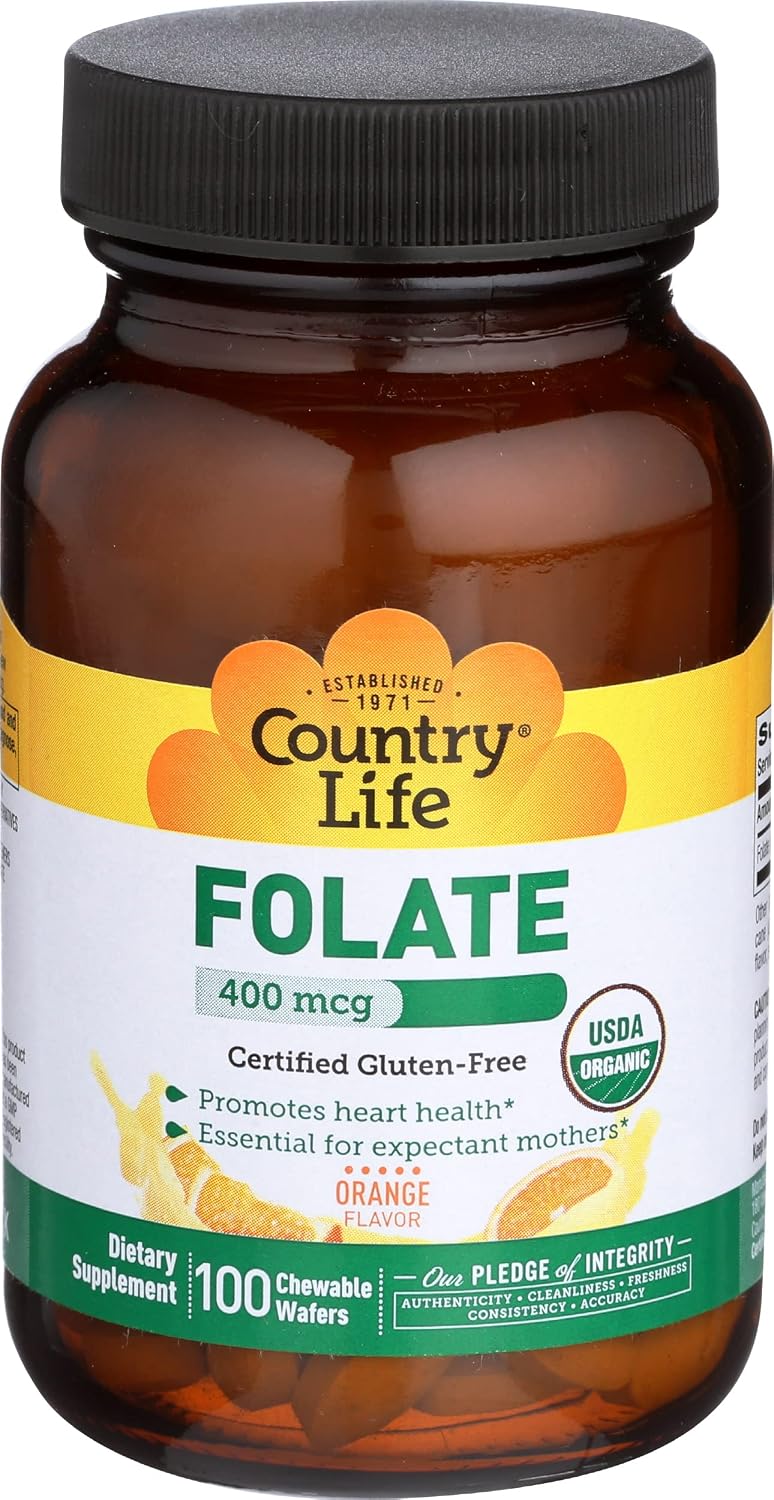 • ESTABLISHED •
— 1971 —
Country®
Life
FOLATE
400 mcg
USDA
ORGANIC
Certified Gluten-Free
Promotes heart health*
Essential for expectant mothers*
ORANGE
FLAVOR
Dietary
Supplement
100
Chewable
Wafers
Our PLEDGE of INTEGRITY
AUTHENTICITY • CLEANLINESS • FRESHNESS
CONSISTENCY • ACCURACY